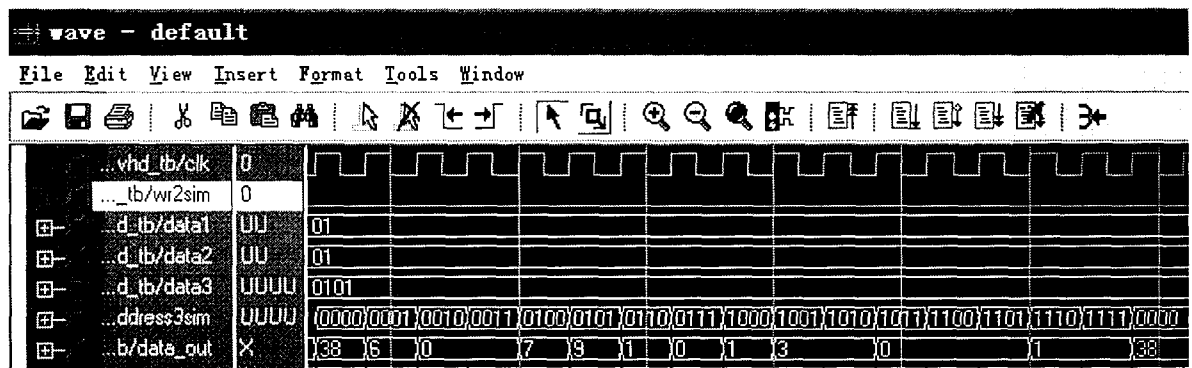 wave - default
File Edit View Insert Format Tools Window
...vhd_tb/clk 0
..._tb/wr2sim 0
...d_tb/data1 UU 01
...d_tb/data2 UU 01
...d_tb/data3 UUUU 0101
...ddress3sim UUUU 0000 0001 0010 0011 0100 0101 0110 0111 1000 1001 1010 1011 1100 1101 1110 1111 0000
...b/data_out X 38 6 0 7 9 1 0 1 3 0 1 38